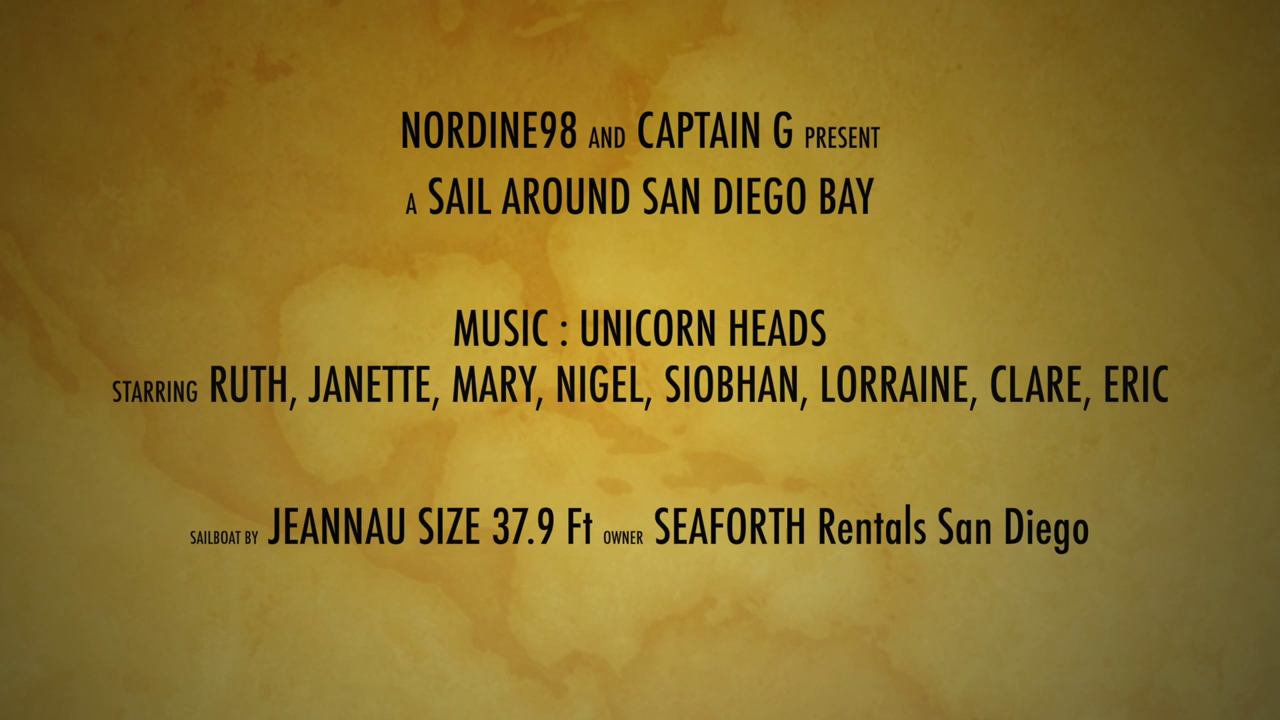 NORDINE98 AND CAPTAIN G PRESENT
A SAIL AROUND SAN DIEGO BAY
MUSIC : UNICORN HEADS
STARRING RUTH, JANETTE, MARY, NIGEL, SIOBHAN, LORRAINE, CLARE, ERIC
SAILBOAT BY JEANNAU SIZE 37.9 Ft OWNER SEAFORTH Rentals San Diego